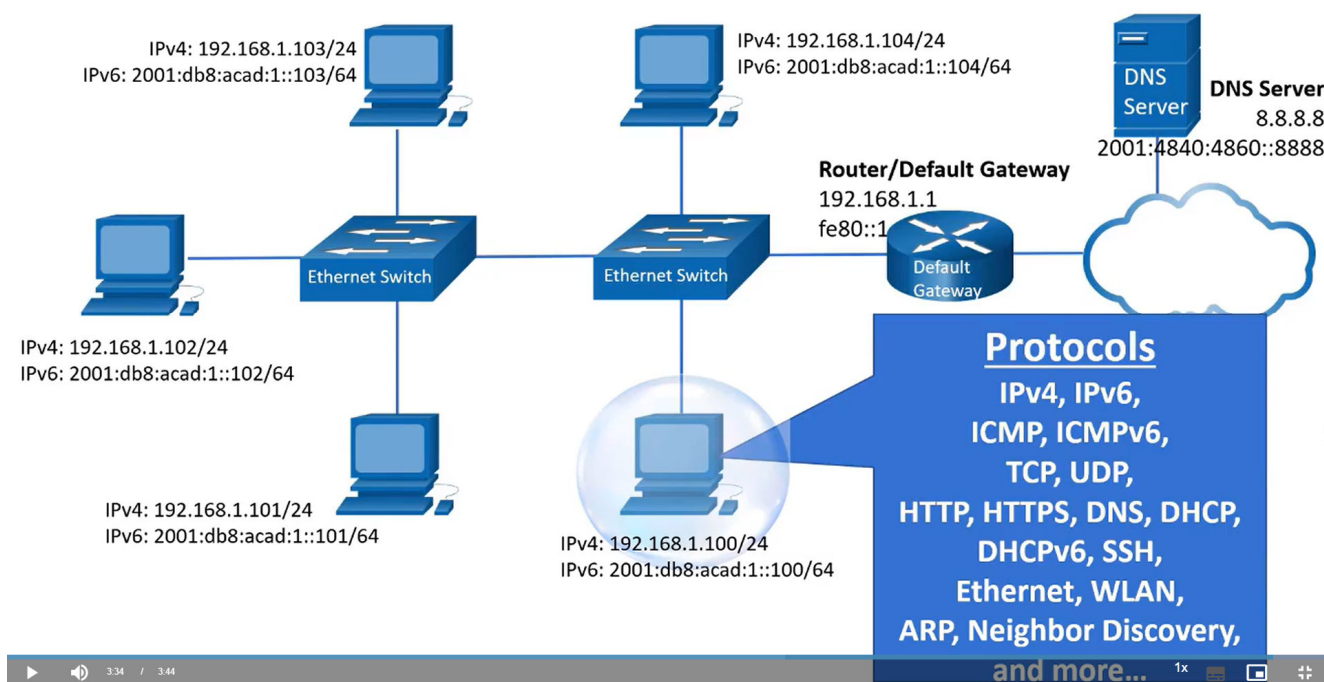 IPv4: 192.168.1.103/24
IPv6: 2001:db8:acad:1::103/64
IPv4: 192.168.1.104/24
IPv6: 2001:db8:acad:1::104/64
DNS
Server
DNS Server
8.8.8.8
2001:4840:4860::8888
Router/Default Gateway
192.168.1.1
fe80::1
Ethernet Switch
Ethernet Switch
Default
Gateway
IPv4: 192.168.1.102/24
IPv6: 2001:db8:acad:1::102/64
IPv4: 192.168.1.101/24
IPv6: 2001:db8:acad:1::101/64
IPv4: 192.168.1.100/24
IPv6: 2001:db8:acad:1::100/64
Protocols
IPv4, IPv6,
ICMP, ICMPv6,
TCP, UDP,
HTTP, HTTPS, DNS, DHCP,
DHCPv6, SSH,
Ethernet, WLAN,
ARP, Neighbor Discovery,
and more...
3:34 / 3:44
1x